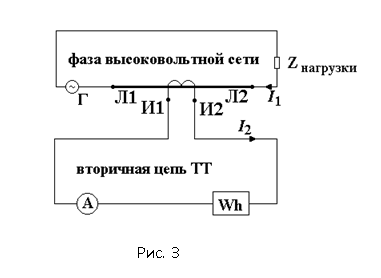 фаза высоковольтной сети
Z нагрузки
Г
Л1
Л2
I1
И1
И2
I2
вторичная цепь ТТ
A
Wh
Рис. 3